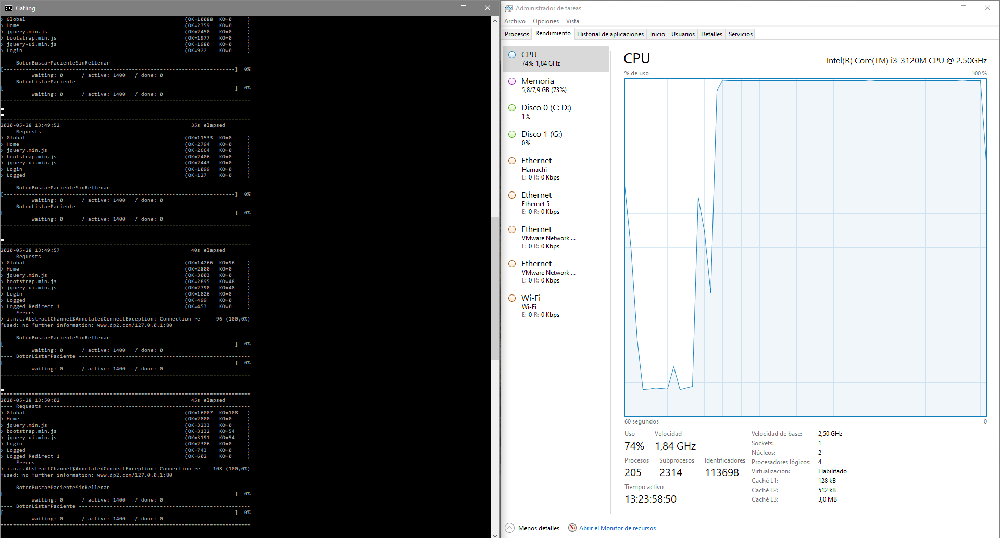 Gatling
> Global (OK=10088 KO=0 )
> Home (OK=2759 KO=0 )
> jquery.min.js (OK=2450 KO=0 )
> bootstrap.min.js (OK=1977 KO=0 )
> jquery-ui.min.js (OK=1980 KO=0 )
> Login (OK=922 KO=0 )
---- BotonBuscarPacienteSinRellenar --------------------------------------------
[--------------------------------------------------------------------------] 0%
waiting: 0 / active: 1400 / done: 0
---- BotonListarPaciente -------------------------------------------------------
[--------------------------------------------------------------------------] 0%
waiting: 0 / active: 1400 / done: 0
================================================================================
================================================================================
2020-05-28 13:49:52 35s elapsed
---- Requests ------------------------------------------------------------------
> Global (OK=11533 KO=0 )
> Home (OK=2794 KO=0 )
> jquery.min.js (OK=2664 KO=0 )
> bootstrap.min.js (OK=2406 KO=0 )
> jquery-ui.min.js (OK=2443 KO=0 )
> Login (OK=1099 KO=0 )
> Logged (OK=127 KO=0 )
---- BotonBuscarPacienteSinRellenar --------------------------------------------
[--------------------------------------------------------------------------] 0%
waiting: 0 / active: 1400 / done: 0
---- BotonListarPaciente -------------------------------------------------------
[--------------------------------------------------------------------------] 0%
waiting: 0 / active: 1400 / done: 0
================================================================================
================================================================================
2020-05-28 13:49:57 40s elapsed
---- Requests ------------------------------------------------------------------
> Global (OK=14266 KO=96 )
> Home (OK=2800 KO=0 )
> jquery.min.js (OK=3003 KO=0 )
> bootstrap.min.js (OK=2895 KO=48 )
> jquery-ui.min.js (OK=2790 KO=48 )
> Login (OK=1826 KO=0 )
> Logged (OK=499 KO=0 )
> Logged Redirect 1 (OK=453 KO=0 )
---- Errors --------------------------------------------------------------------
> i.n.c.AbstractChannel$AnnotatedConnectException: Connection re 96 (100,0%)
fused: no further information: www.dp2.com/127.0.0.1:80
---- BotonBuscarPacienteSinRellenar --------------------------------------------
[--------------------------------------------------------------------------] 0%
waiting: 0 / active: 1400 / done: 0
---- BotonListarPaciente -------------------------------------------------------
[--------------------------------------------------------------------------] 0%
waiting: 0 / active: 1400 / done: 0
================================================================================
================================================================================
2020-05-28 13:50:02 45s elapsed
---- Requests ------------------------------------------------------------------
> Global (OK=16007 KO=108 )
> Home (OK=2800 KO=0 )
> jquery.min.js (OK=3233 KO=0 )
> bootstrap.min.js (OK=3132 KO=54 )
> jquery-ui.min.js (OK=3191 KO=54 )
> Login (OK=2306 KO=0 )
> Logged (OK=743 KO=0 )
> Logged Redirect 1 (OK=602 KO=0 )
---- Errors --------------------------------------------------------------------
> i.n.c.AbstractChannel$AnnotatedConnectException: Connection re 108 (100,0%)
fused: no further information: www.dp2.com/127.0.0.1:80
---- BotonBuscarPacienteSinRellenar --------------------------------------------
[--------------------------------------------------------------------------] 0%
waiting: 0 / active: 1400 / done: 0
---- BotonListarPaciente -------------------------------------------------------
[--------------------------------------------------------------------------] 0%
waiting: 0 / active: 1400 / done: 0
================================================================================
Administrador de tareas
Archivo Opciones Vista
Procesos Rendimiento Historial de aplicaciones Inicio Usuarios Detalles Servicios
CPU
74% 1,84 GHz
Memoria
5,8/7,9 GB (73%)
Disco 0 (C: D:)
1%
Disco 1 (G:)
0%
Ethernet
Hamachi
E: 0 R: 0 Kbps
Ethernet
Ethernet 5
E: 0 R: 0 Kbps
Ethernet
VMware Network ...
E: 0 R: 0 Kbps
Ethernet
VMware Network ...
E: 0 R: 0 Kbps
Wi-Fi
Wi-Fi
E: 0 R: 0 Kbps
CPU Intel(R) Core(TM) i3-3120M CPU @ 2.50GHz
% de uso 100 %
60 segundos 0
Uso Velocidad
74% 1,84 GHz
Procesos Subprocesos Identificadores
205 2314 113698
Tiempo activo
13:23:58:50
Velocidad de base: 2,50 GHz
Sockets: 1
Núcleos: 2
Procesadores lógicos: 4
Virtualización: Habilitado
Caché L1: 128 kB
Caché L2: 512 kB
Caché L3: 3,0 MB
Menos detalles Abrir el Monitor de recursos